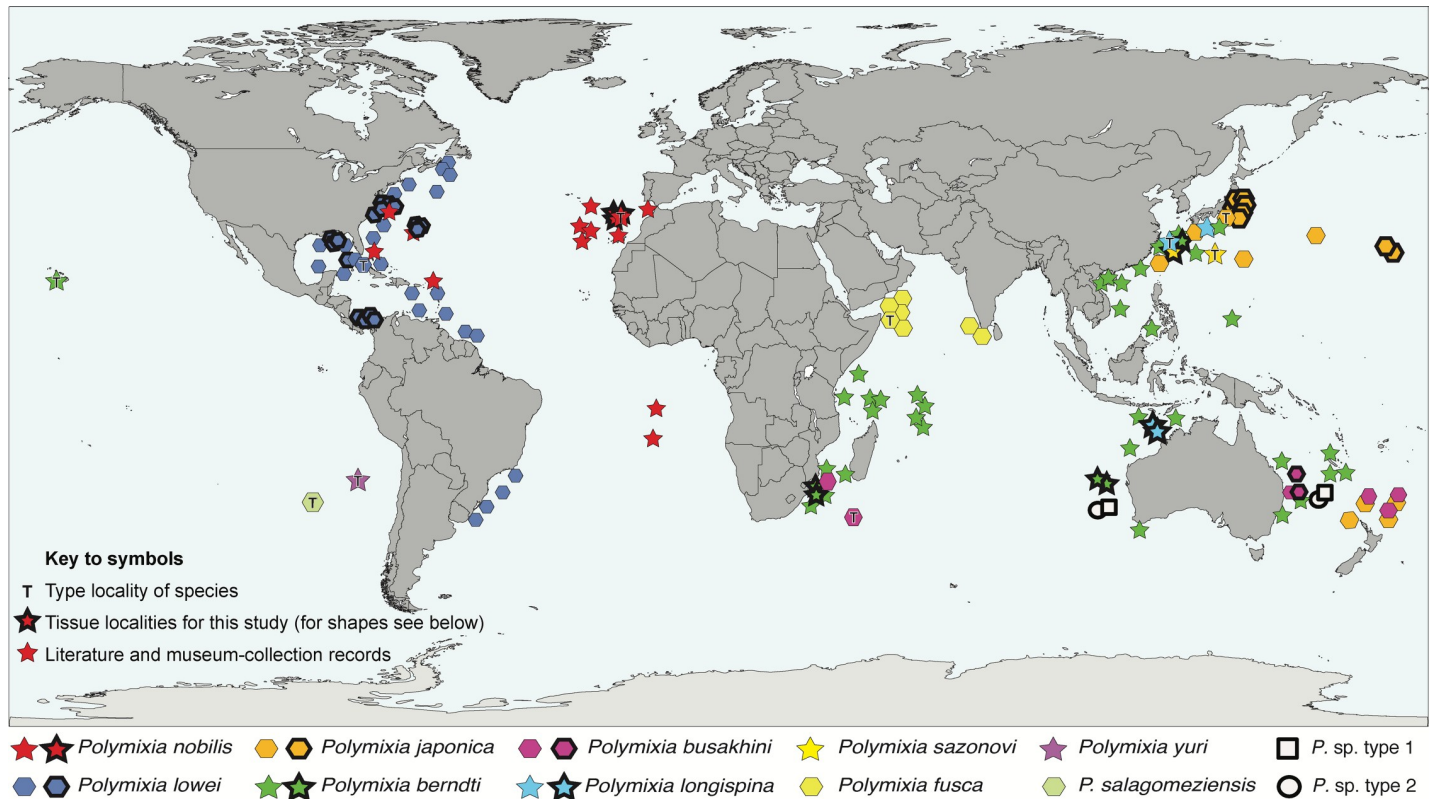 T
T
T
T
T
T
T
T
T
T
Key to symbols
T Type locality of species
Tissue localities for this study (for shapes see below)
Literature and museum-collection records
Polymixia nobilis Polymixia japonica Polymixia busakhini Polymixia sazonovi Polymixia yuri P. sp. type 1
Polymixia lowei Polymixia berndti Polymixia longispina Polymixia fusca P. salagomeziensis P. sp. type 2